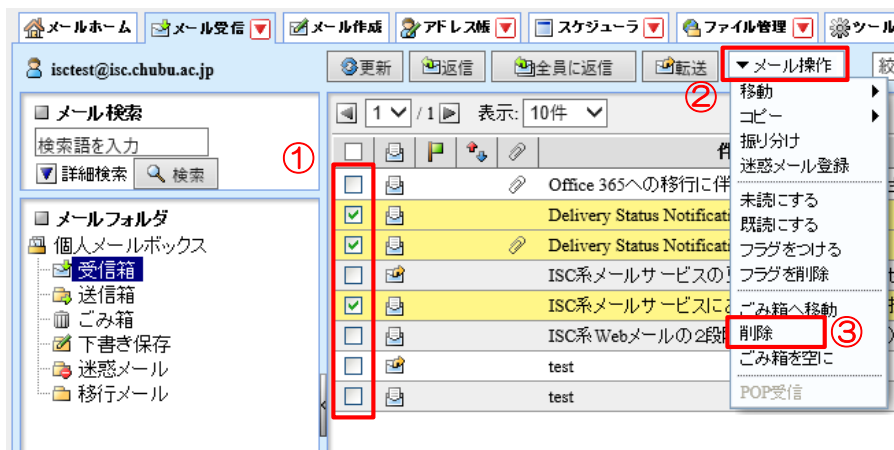 メールホーム メール受信 メール作成 アドレス帳 スケジューラ ファイル管理 ツール
isctest@isc.chubu.ac.jp
更新 返信 全員に返信 転送 ▼メール操作
②
移動
コピー
振り分け
迷惑メール登録
未読にする
既読にする
フラグをつける
フラグを削除
ごみ箱へ移動
削除 ③
ごみ箱を空に
POP受信
メール検索
検索語を入力
詳細検索 検索
メールフォルダ
個人メールボックス
受信箱
送信箱
ごみ箱
下書き保存
迷惑メール
移行メール
①
1 / 1 表示: 10件
件
Office 365への移行に伴
Delivery Status Notificati
Delivery Status Notificati
ISC系メールサービスの
ISC系メールサービスに
ISC系 Webメールの2段
test
test